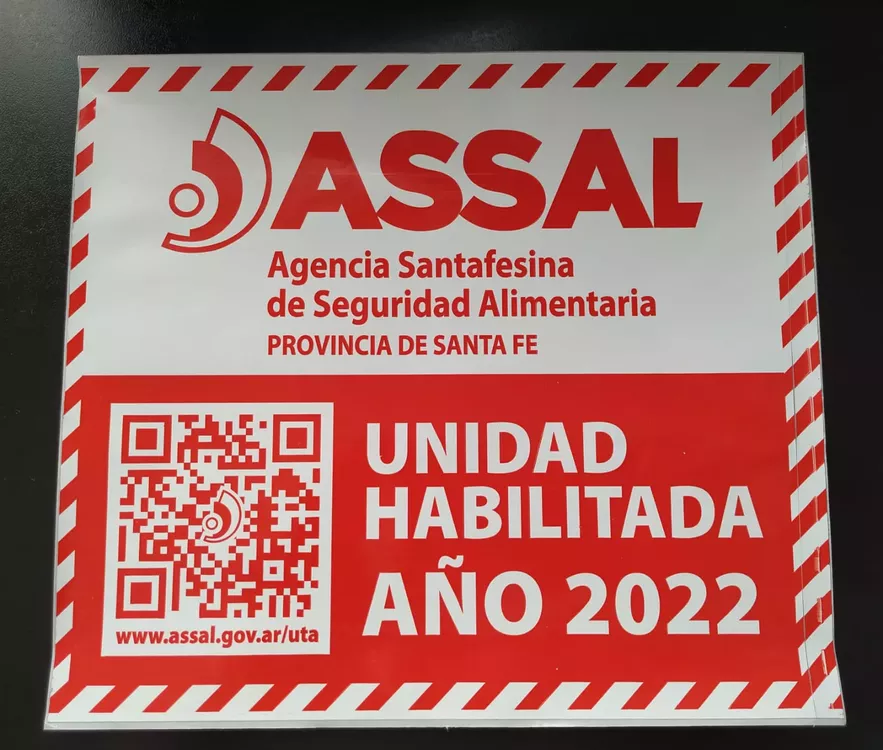 ASSAL
Agencia Santafesina
de Seguridad Alimentaria
PROVINCIA DE SANTA FE
UNIDAD
HABILITADA
AÑO 2022
www.assal.gov.ar/uta